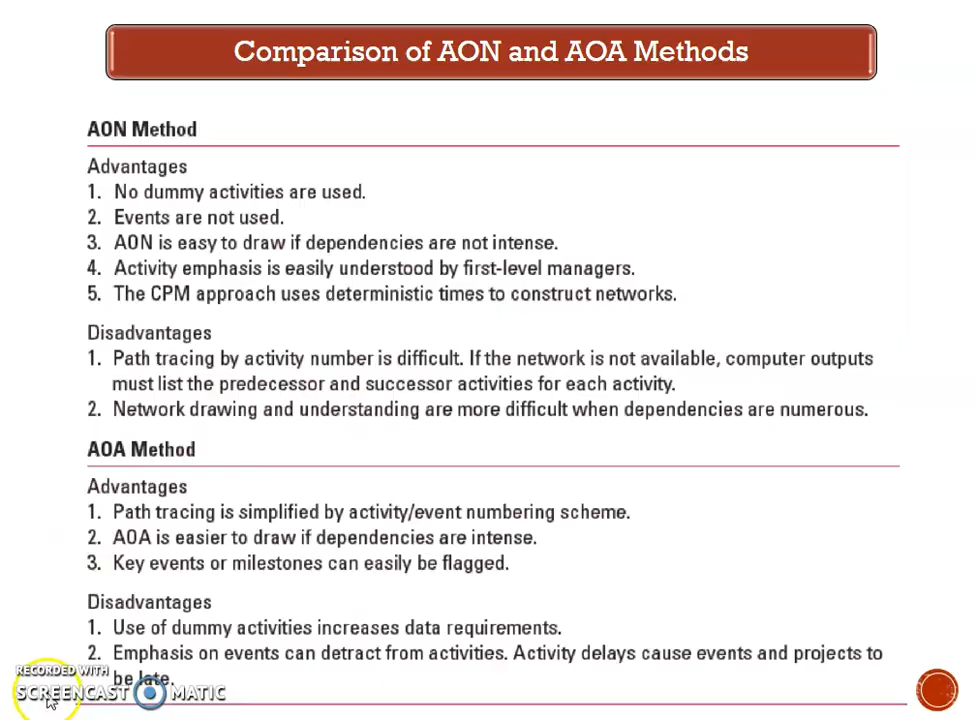 Comparison of AON and AOA Methods
AON Method
Advantages
1. No dummy activities are used.
2. Events are not used.
3. AON is easy to draw if dependencies are not intense.
4. Activity emphasis is easily understood by first-level managers.
5. The CPM approach uses deterministic times to construct networks.
Disadvantages
1. Path tracing by activity number is difficult. If the network is not available, computer outputs
must list the predecessor and successor activities for each activity.
2. Network drawing and understanding are more difficult when dependencies are numerous.
AOA Method
Advantages
1. Path tracing is simplified by activity/event numbering scheme.
2. AOA is easier to draw if dependencies are intense.
3. Key events or milestones can easily be flagged.
Disadvantages
1. Use of dummy activities increases data requirements.
2. Emphasis on events can detract from activities. Activity delays cause events and projects to
be late.
RECORDED WITH
SCREENCAST MATIC